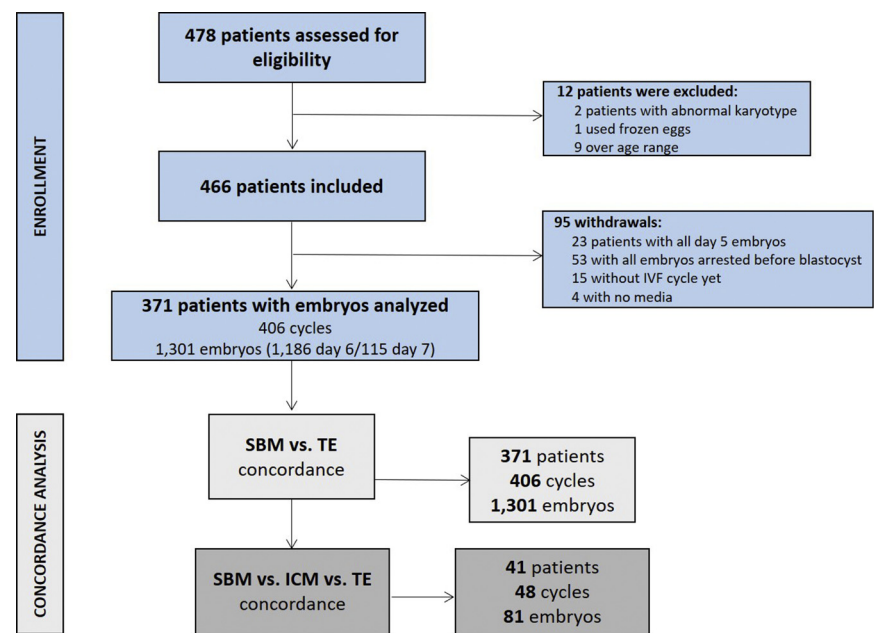 ENROLLMENT
478 patients assessed for
eligibility
12 patients were excluded:
2 patients with abnormal karyotype
1 used frozen eggs
9 over age range
466 patients included
95 withdrawals:
23 patients with all day 5 embryos
53 with all embryos arrested before blastocyst
15 without IVF cycle yet
4 with no media
371 patients with embryos analyzed
406 cycles
1,301 embryos (1,186 day 6/115 day 7)
CONCORDANCE ANALYSIS
SBM vs. TE
concordance
371 patients
406 cycles
1,301 embryos
SBM vs. ICM vs. TE
concordance
41 patients
48 cycles
81 embryos